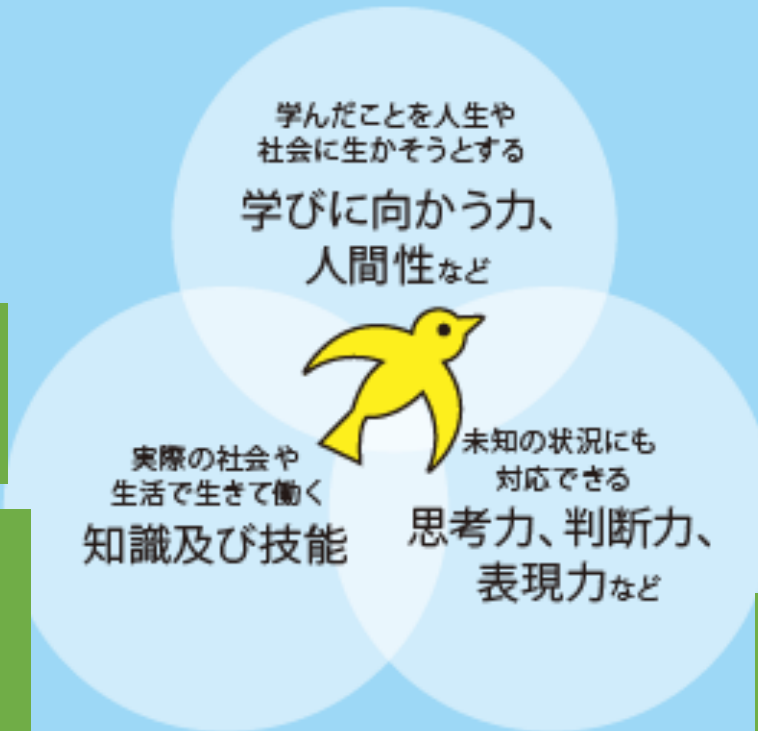 学んだことを人生や
社会に生かそうとする
学びに向かう力、
人間性など
実際の社会や
生活で生きて働く
知識及び技能
未知の状況にも
対応できる
思考力、判断力、
表現力など